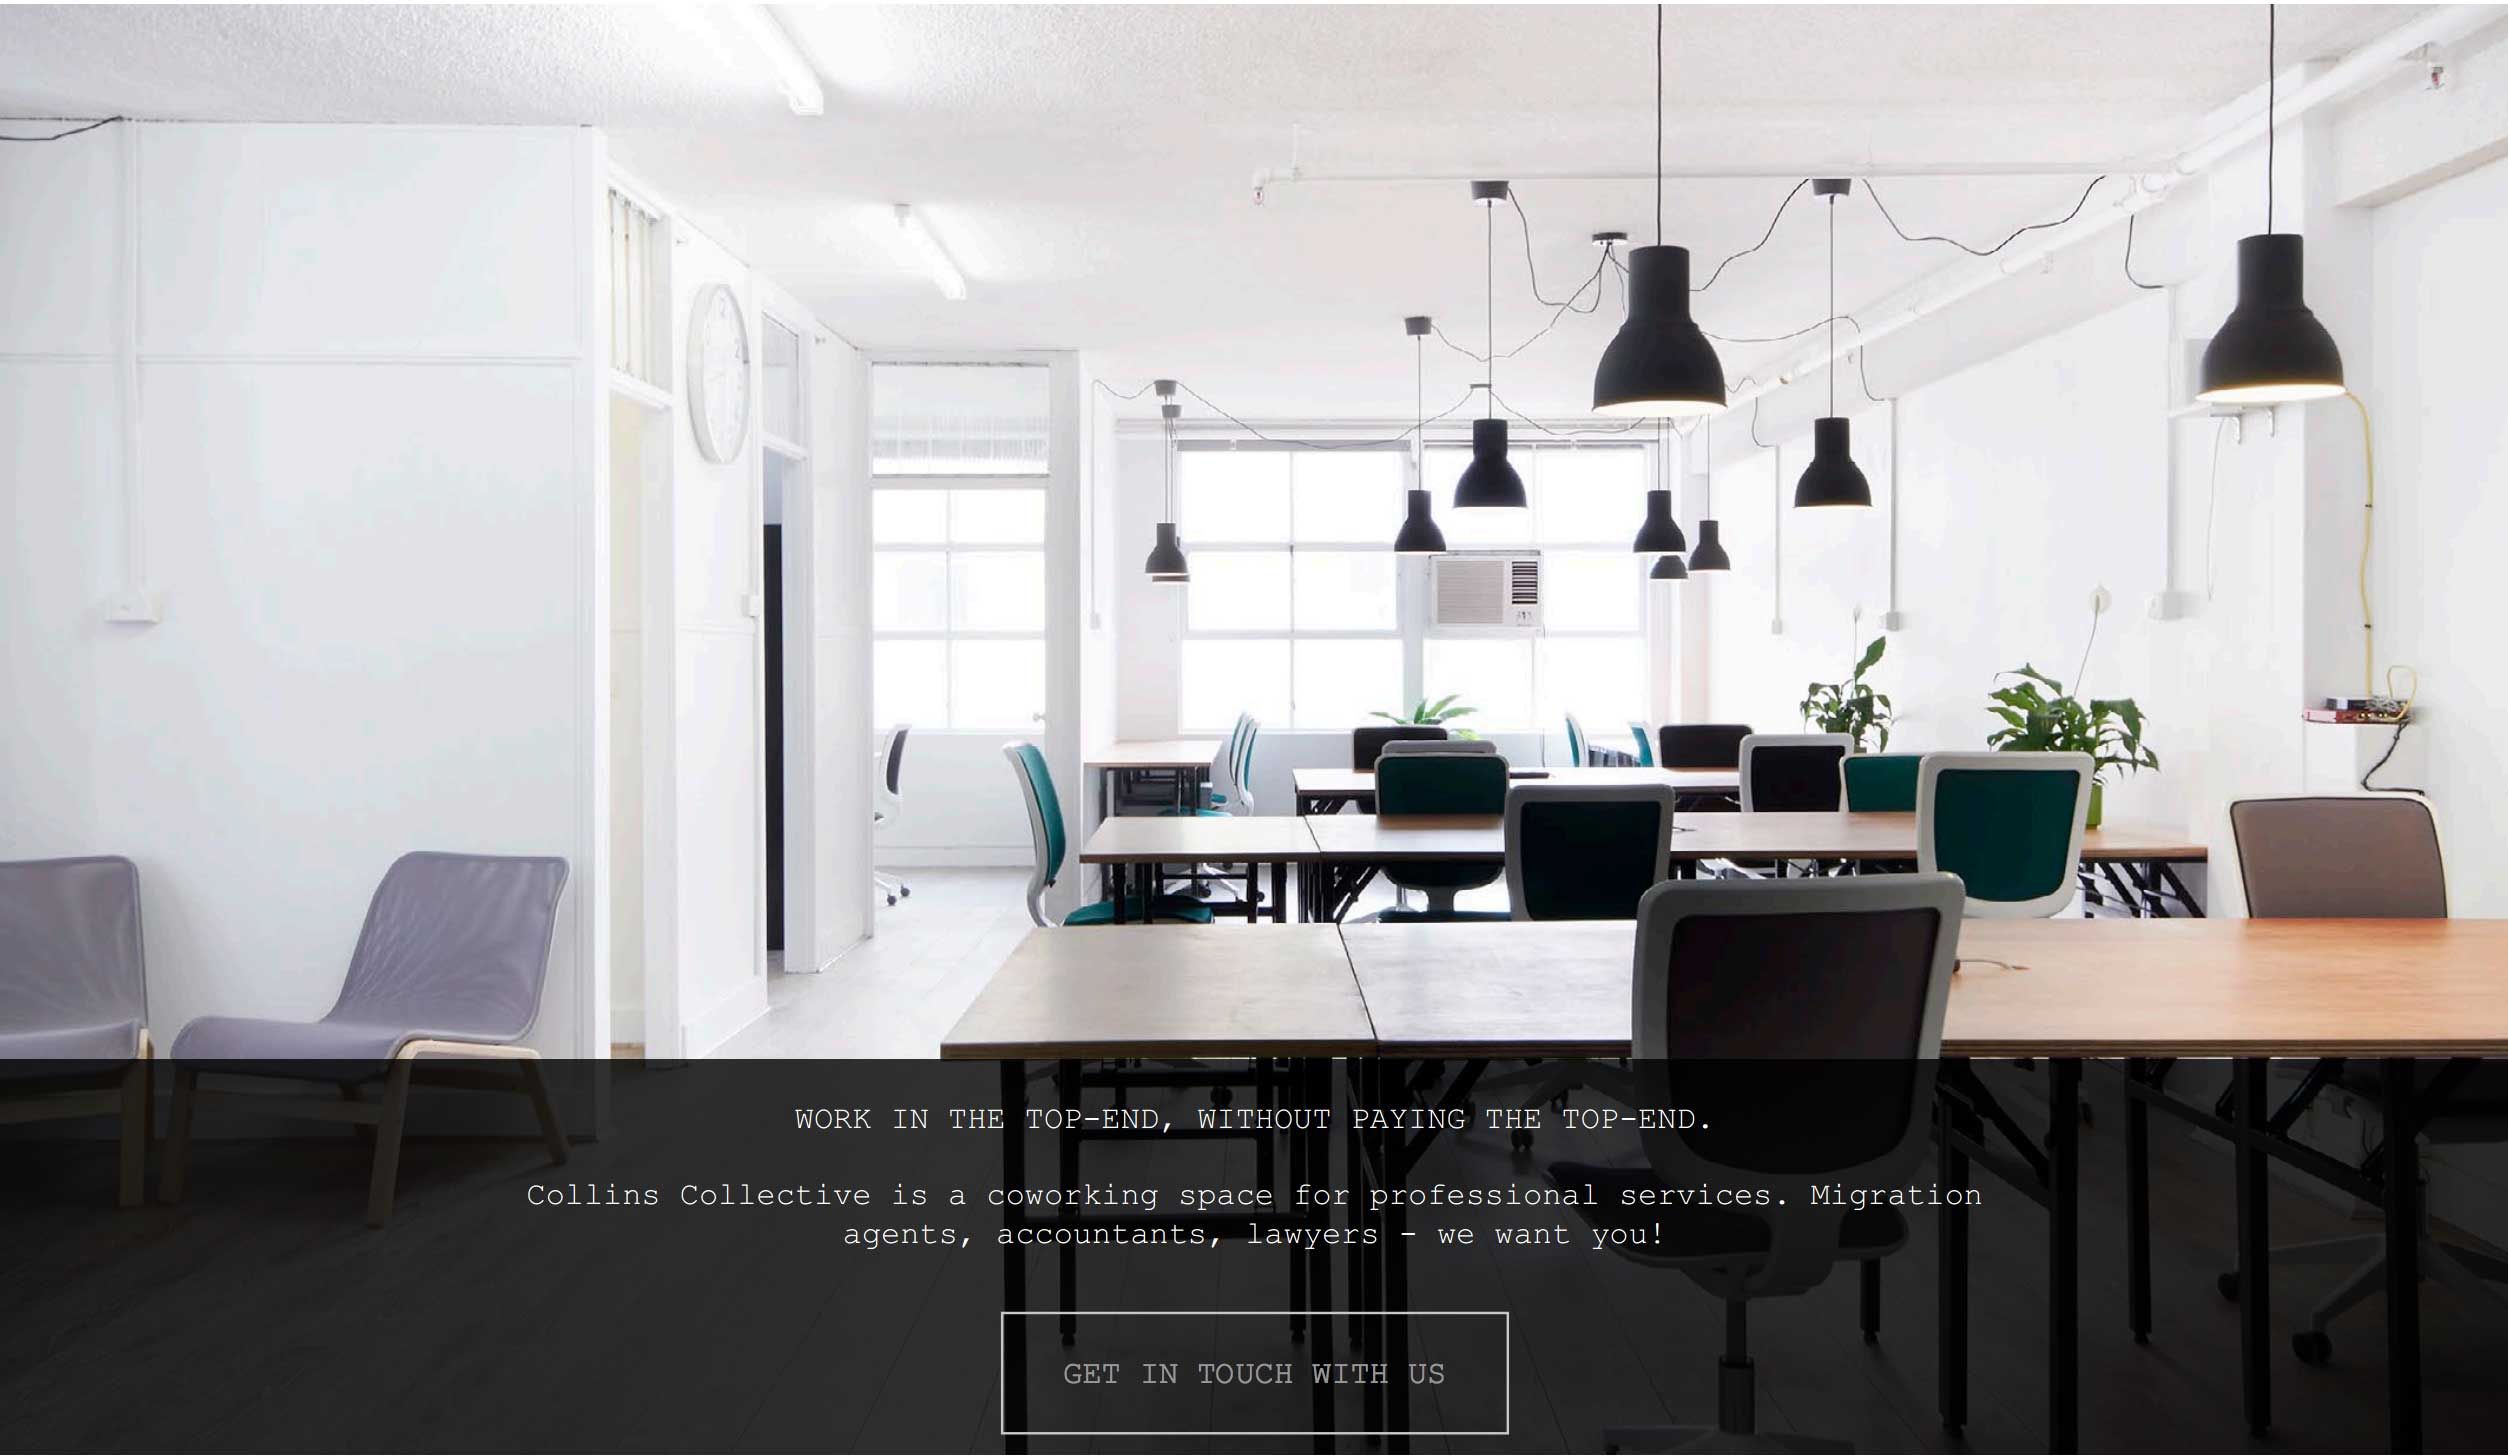 WORK IN THE TOP-END, WITHOUT PAYING THE TOP-END.
Collins Collective is a coworking space for professional services. Migration
agents, accountants, lawyers - we want you!
GET IN TOUCH WITH US